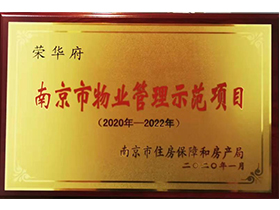 荣华府
南京市物业管理示范项目
(2020年—2022年)
南京市住房保障和房产局
二〇二〇年一月